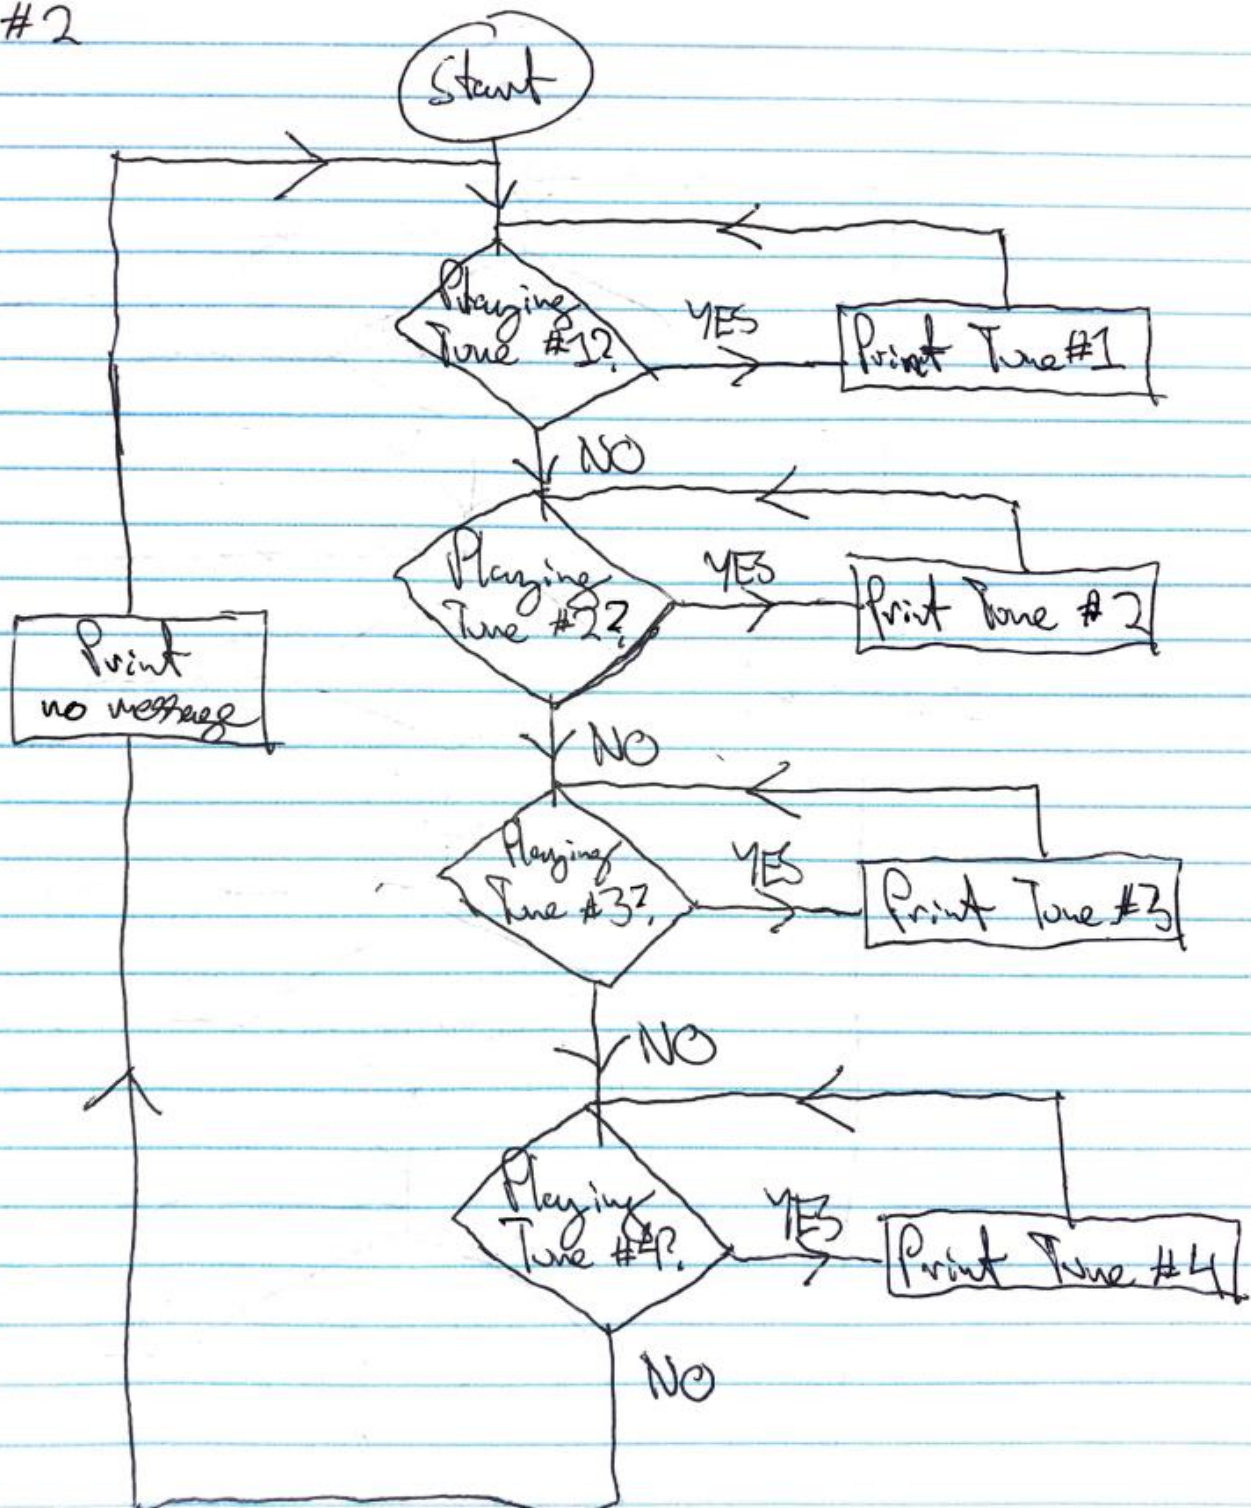 #2
Start
Playing
Tune #1?
YES
Print Tune #1
NO
Playing
Tune #2?
YES
Print Tune #2
NO
Print
no message
Playing
Tune #3?
YES
Print Tune #3
NO
Playing
Tune #4?
YES
Print Tune #4
NO